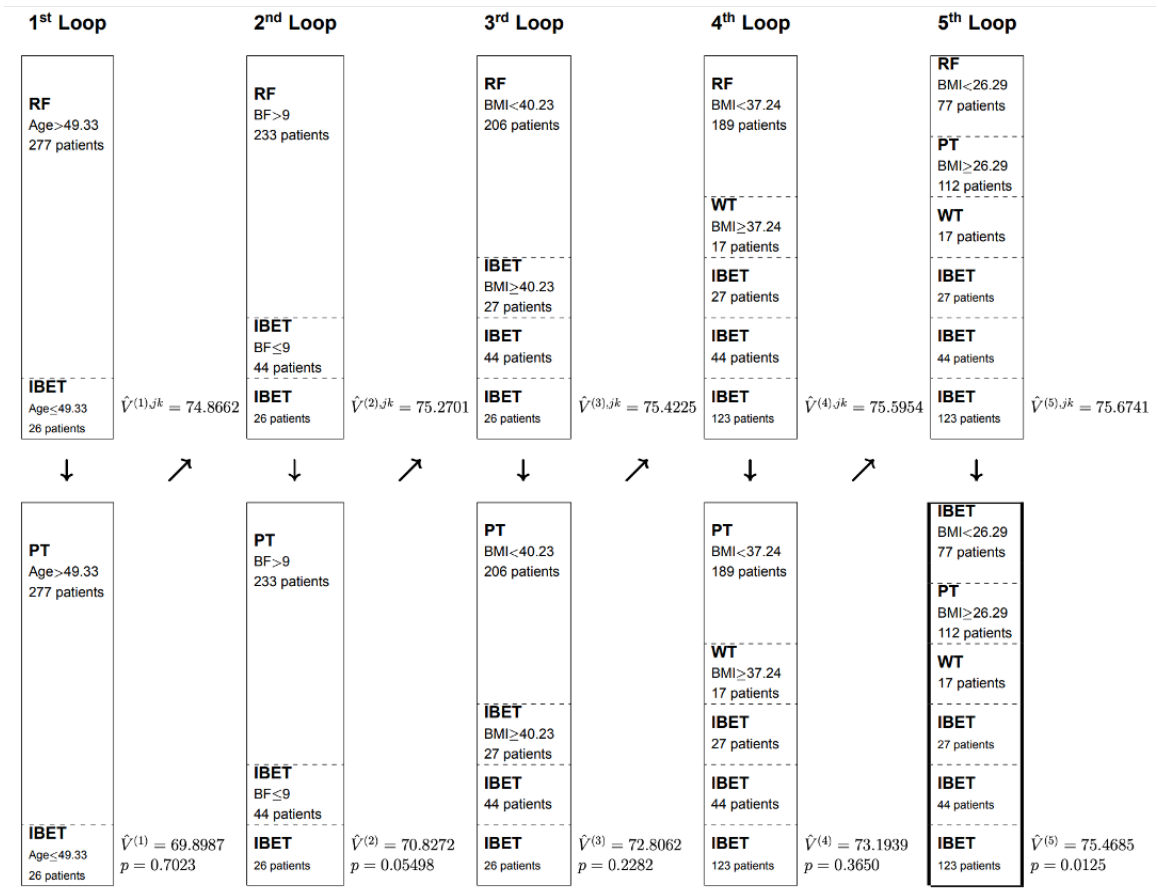 1st Loop
2nd Loop
3rd Loop
4th Loop
5th Loop
RF
Age>49.33
277 patients
IBET
Age≤49.33
26 patients
V̂(1),jk = 74.8662
RF
BF>9
233 patients
IBET
BF≤9
44 patients
IBET
26 patients
V̂(2),jk = 75.2701
RF
BMI<40.23
206 patients
IBET
BMI≥40.23
27 patients
IBET
44 patients
IBET
26 patients
V̂(3),jk = 75.4225
RF
BMI<37.24
189 patients
WT
BMI≥37.24
17 patients
IBET
27 patients
IBET
44 patients
IBET
123 patients
V̂(4),jk = 75.5954
RF
BMI<26.29
77 patients
PT
BMI≥26.29
112 patients
WT
17 patients
IBET
27 patients
IBET
44 patients
IBET
123 patients
V̂(5),jk = 75.6741
↓ ↗ ↓ ↗ ↓ ↗ ↓ ↗ ↓
PT
Age>49.33
277 patients
IBET
Age≤49.33
26 patients
V̂(1) = 69.8987
p = 0.7023
PT
BF>9
233 patients
IBET
BF≤9
44 patients
IBET
26 patients
V̂(2) = 70.8272
p = 0.05498
PT
BMI<40.23
206 patients
IBET
BMI≥40.23
27 patients
IBET
44 patients
IBET
26 patients
V̂(3) = 72.8062
p = 0.2282
PT
BMI<37.24
189 patients
WT
BMI≥37.24
17 patients
IBET
27 patients
IBET
44 patients
IBET
123 patients
V̂(4) = 73.1939
p = 0.3650
IBET
BMI<26.29
77 patients
PT
BMI≥26.29
112 patients
WT
17 patients
IBET
27 patients
IBET
44 patients
IBET
123 patients
V̂(5) = 75.4685
p = 0.0125